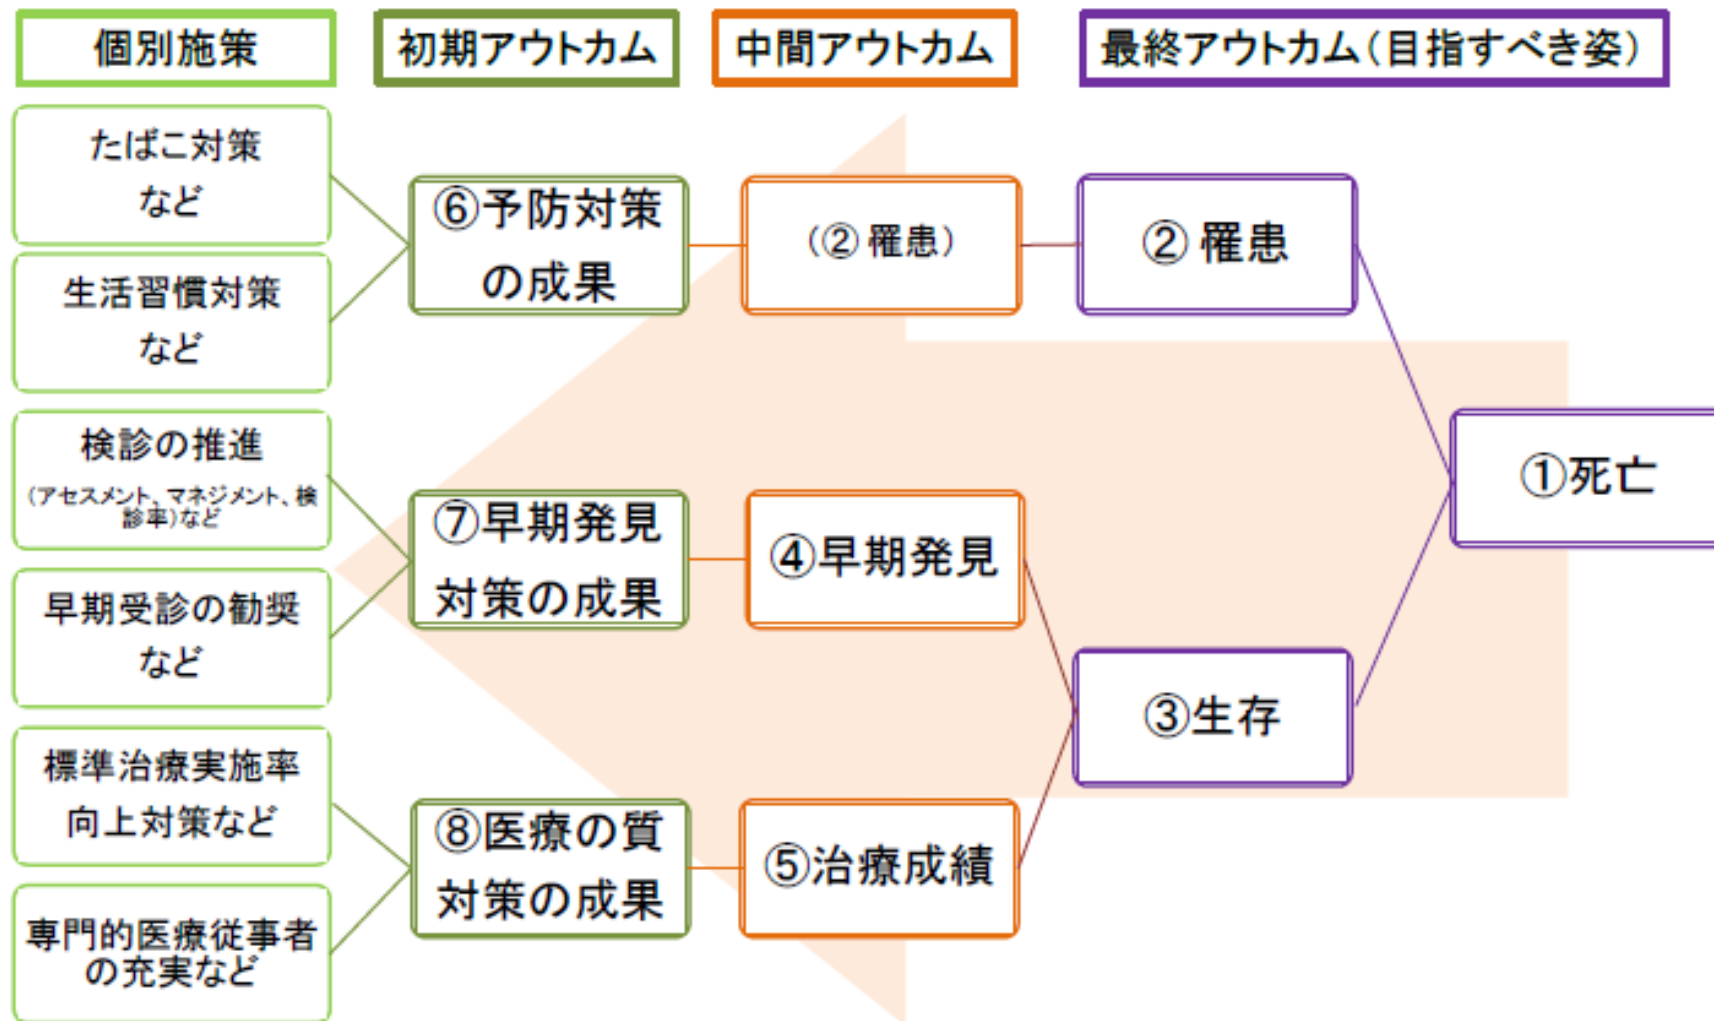 個別施策
初期アウトカム
中間アウトカム
最終アウトカム(目指すべき姿)
たばこ対策
など
生活習慣対策
など
検診の推進
(アセスメント、マネジメント、検
診率)など
早期受診の勧奨
など
標準治療実施率
向上対策など
専門的医療従事者
の充実など
⑥予防対策
の成果
⑦早期発見
対策の成果
⑧医療の質
対策の成果
(②罹患)
④早期発見
⑤治療成績
②罹患
③生存
①死亡